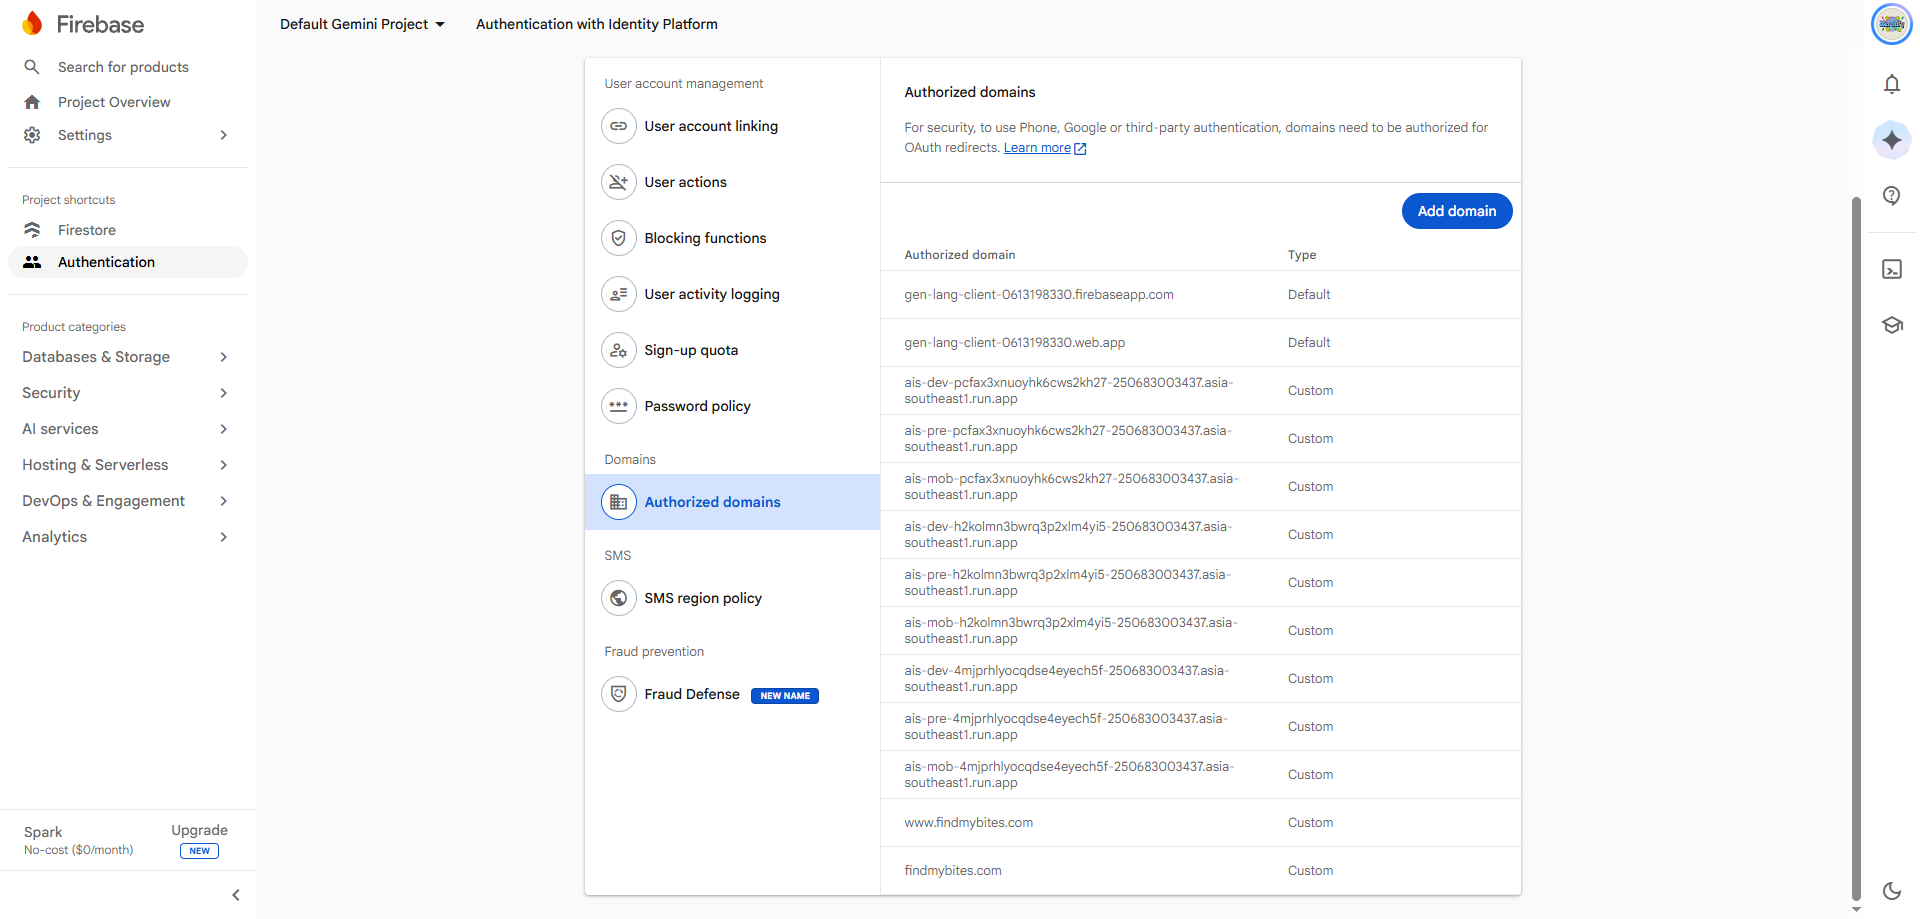 Firebase
Search for products
Project Overview
Settings
Project shortcuts
Firestore
Authentication
Product categories
Databases & Storage
Security
AI services
Hosting & Serverless
DevOps & Engagement
Analytics
Spark
No-cost ($0/month)
Upgrade
NEW
Default Gemini Project
Authentication with Identity Platform
User account management
User account linking
User actions
Blocking functions
User activity logging
Sign-up quota
Password policy
Domains
Authorized domains
SMS
SMS region policy
Fraud prevention
Fraud Defense NEW NAME
Authorized domains
For security, to use Phone, Google or third-party authentication, domains need to be authorized for
OAuth redirects. Learn more
Add domain
Authorized domain Type
gen-lang-client-0613198330.firebaseapp.com Default
gen-lang-client-0613198330.web.app Default
ais-dev-pcfax3xnuoyhk6cws2kh27-250683003437.asia-
southeast1.run.app Custom
ais-pre-pcfax3xnuoyhk6cws2kh27-250683003437.asia-
southeast1.run.app Custom
ais-mob-pcfax3xnuoyhk6cws2kh27-250683003437.asia-
southeast1.run.app Custom
ais-dev-h2kolmn3bwrq3p2xlm4yi5-250683003437.asia-
southeast1.run.app Custom
ais-pre-h2kolmn3bwrq3p2xlm4yi5-250683003437.asia-
southeast1.run.app Custom
ais-mob-h2kolmn3bwrq3p2xlm4yi5-250683003437.asia-
southeast1.run.app Custom
ais-dev-4mjprhlyocqdse4eyech5f-250683003437.asia-
southeast1.run.app Custom
ais-pre-4mjprhlyocqdse4eyech5f-250683003437.asia-
southeast1.run.app Custom
ais-mob-4mjprhlyocqdse4eyech5f-250683003437.asia-
southeast1.run.app Custom
www.findmybites.com Custom
findmybites.com Custom